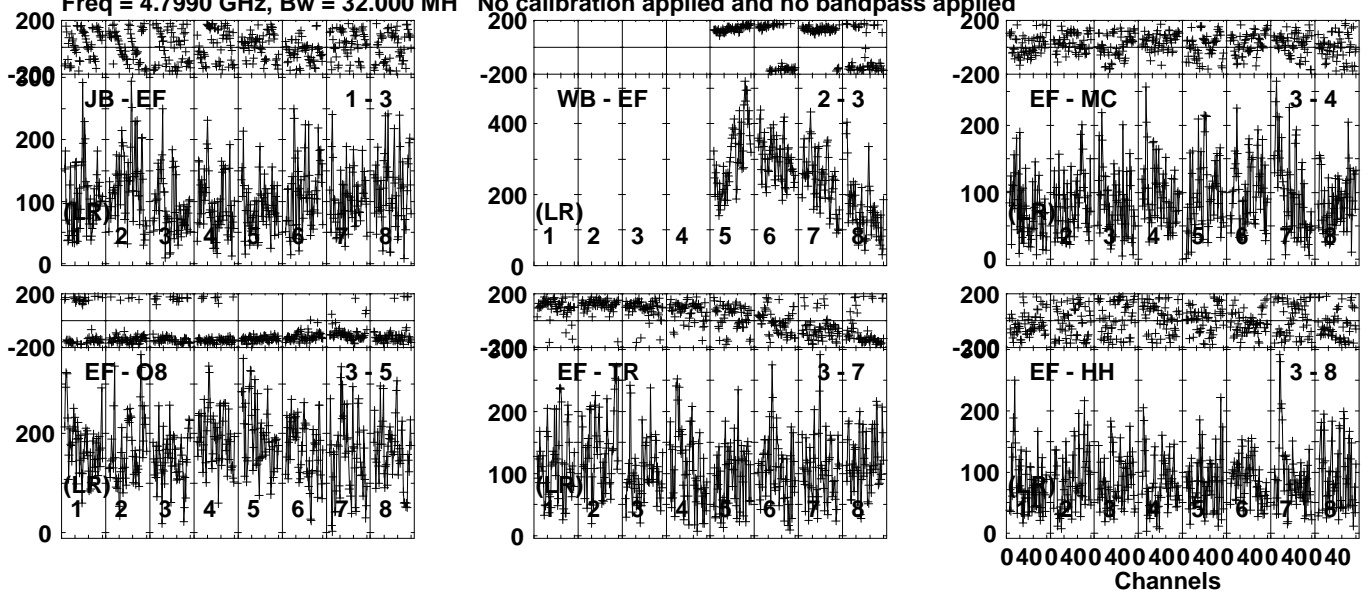 Freq = 4.7990 GHz, Bw = 32.000 MH No calibration applied and no bandpass applied
200
-200
300
JB - EF 1 - 3
200
100
(LR)
0
1 2 3 4 5 6 7 8
200
-200
WB - EF 2 - 3
400
200
(LR)
0
1 2 3 4 5 6 7 8
200
-200
EF - MC 3 - 4
200
100
(LR)
0
1 2 3 4 5 6 7 8
200
-200
EF - O8 3 - 5
200
(LR)
0
1 2 3 4 5 6 7 8
200
-200
300
EF - TR 3 - 7
200
100
(LR)
0
1 2 3 4 5 6 7 8
200
-200
300
EF - HH 3 - 8
200
100
(LR)
0
1 2 3 4 5 6 7 8
0 40 0 40 0 40 0 40 0 40 0 40 0 40 0 40
Channels